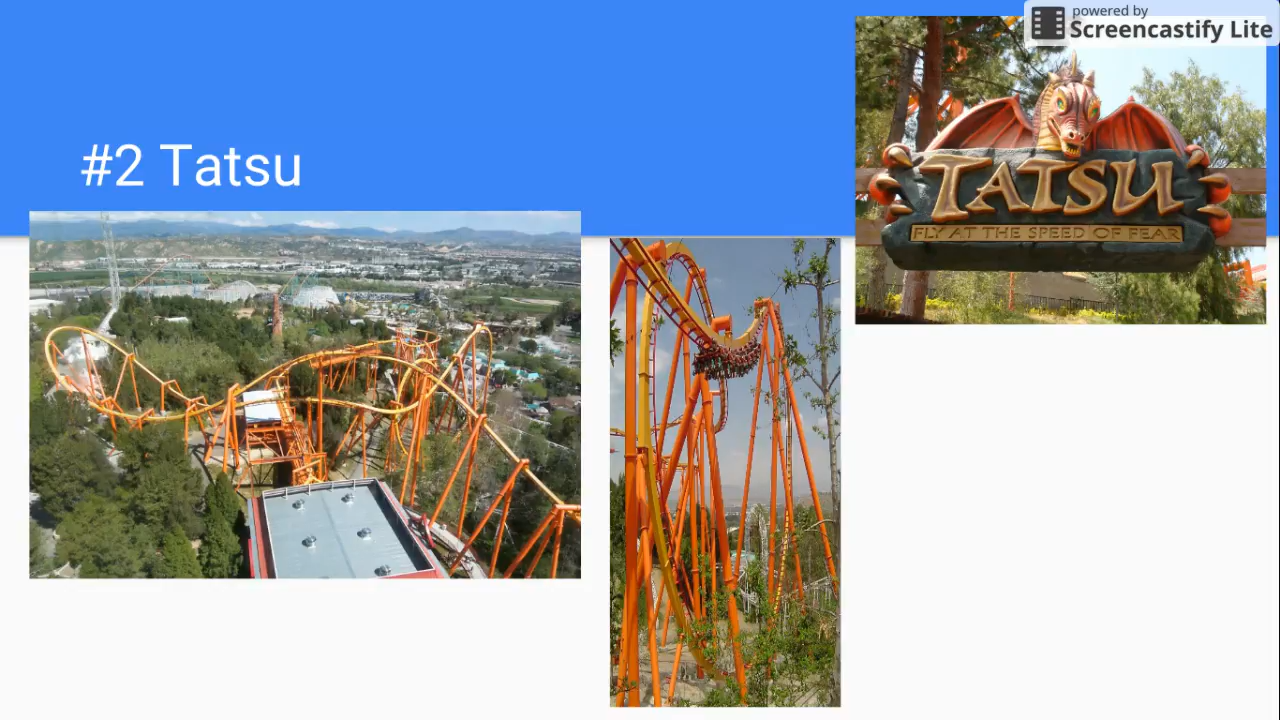 powered by
Screencastify Lite
#2 Tatsu
TATSU
FLY AT THE SPEED OF FEAR